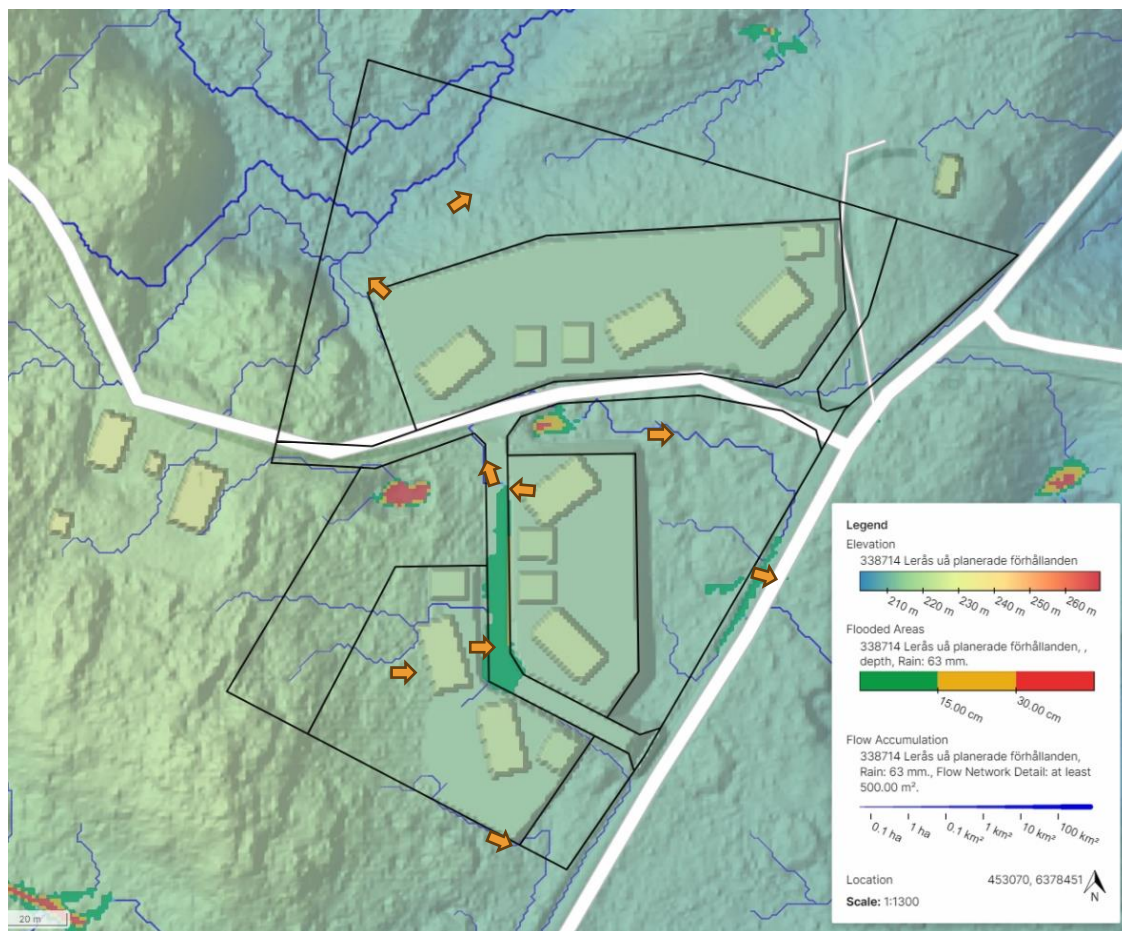 Legend
Elevation
338714 Lerås uå planerade förhållanden
210 m 220 m 230 m 240 m 250 m 260 m
Flooded Areas
338714 Lerås uå planerade förhållanden, ,
depth, Rain: 63 mm.
15.00 cm 30.00 cm
Flow Accumulation
338714 Lerås uå planerade förhållanden,
Rain: 63 mm., Flow Network Detail: at least
500.00 m².
0.1 ha 1 ha 0.1 km² 1 km² 10 km² 100 km²
Location 453070, 6378451
Scale: 1:1300
N
20 m